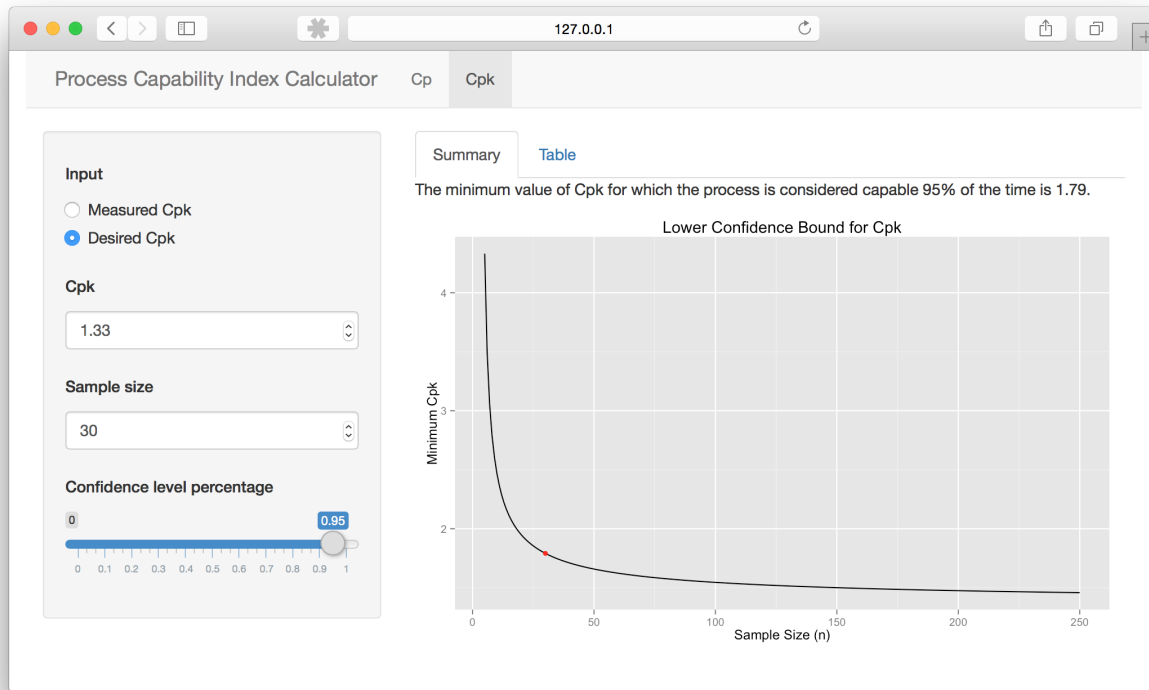 127.0.0.1
Process Capability Index Calculator Cp Cpk
Input
Measured Cpk
Desired Cpk
Cpk
1.33
Sample size
30
Confidence level percentage
0 0.95
0 0.1 0.2 0.3 0.4 0.5 0.6 0.7 0.8 0.9 1
Summary Table
The minimum value of Cpk for which the process is considered capable 95% of the time is 1.79.
Lower Confidence Bound for Cpk
Minimum Cpk
4
3
2
0 50 100 150 200 250
Sample Size (n)